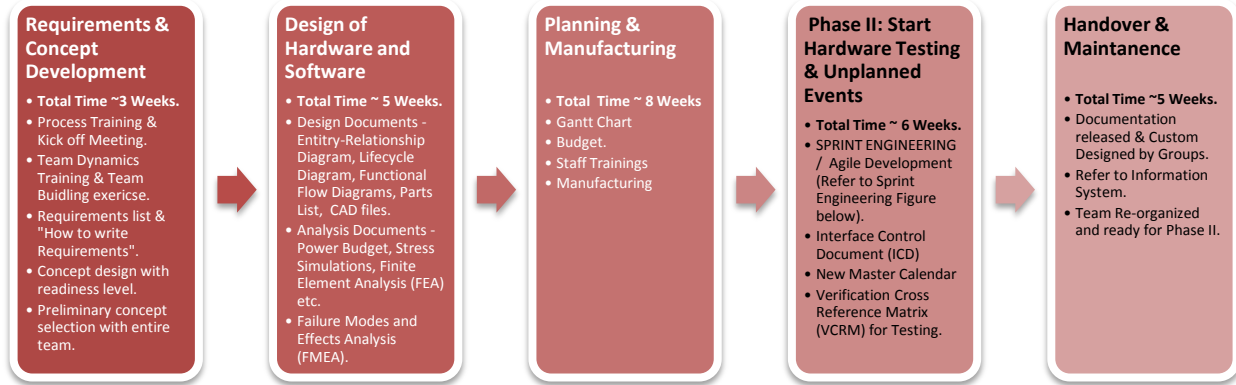 Requirements &
Concept
Development
• Total Time ~3 Weeks.
• Process Training &
Kick off Meeting.
• Team Dynamics
Training & Team
Buidling exericse.
• Requirements list &
"How to write
Requirements".
• Concept design with
readiness level.
• Preliminary concept
selection with entire
team.
Design of
Hardware and
Software
• Total Time ~ 5 Weeks.
• Design Documents -
Entitry-Relationship
Diagram, Lifecycle
Diagram, Functional
Flow Diagrams, Parts
List, CAD files.
• Analysis Documents -
Power Budget, Stress
Simulations, Finite
Element Analysis (FEA)
etc.
• Failure Modes and
Effects Analysis
(FMEA).
Planning &
Manufacturing
• Total Time ~ 8 Weeks
• Gantt Chart
• Budget.
• Staff Trainings
• Manufacturing
Phase II: Start
Hardware Testing
& Unplanned
Events
• Total Time ~ 6 Weeks.
• SPRINT ENGINEERING
/ Agile Development
(Refer to Sprint
Engineering Figure
below).
• Interface Control
Document (ICD)
• New Master Calendar
• Verification Cross
Reference Matrix
(VCRM) for Testing.
Handover &
Maintanence
• Total Time ~5 Weeks.
• Documentation
released & Custom
Designed by Groups.
• Refer to Information
System.
• Team Re-organized
and ready for Phase II.